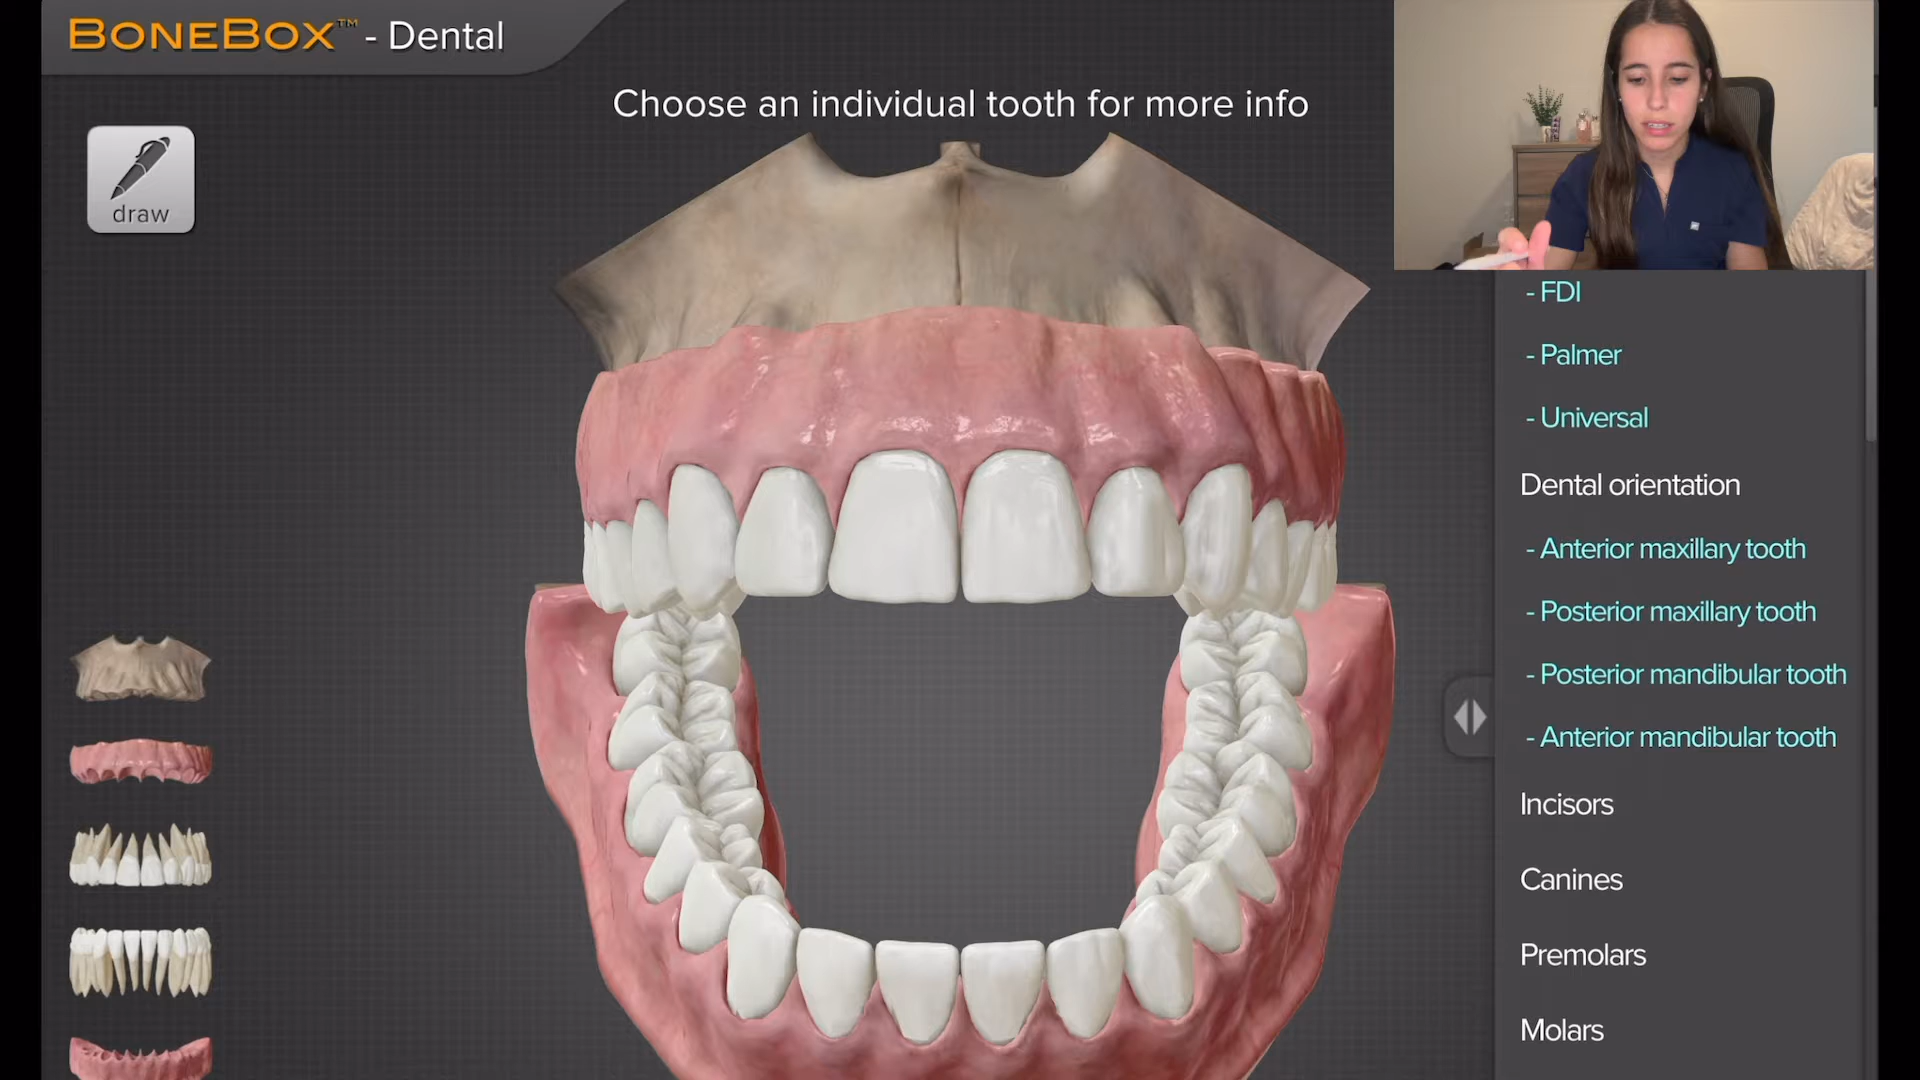 BONEBOX™ - Dental
Choose an individual tooth for more info
draw
- FDI
- Palmer
- Universal
Dental orientation
- Anterior maxillary tooth
- Posterior maxillary tooth
- Posterior mandibular tooth
- Anterior mandibular tooth
Incisors
Canines
Premolars
Molars